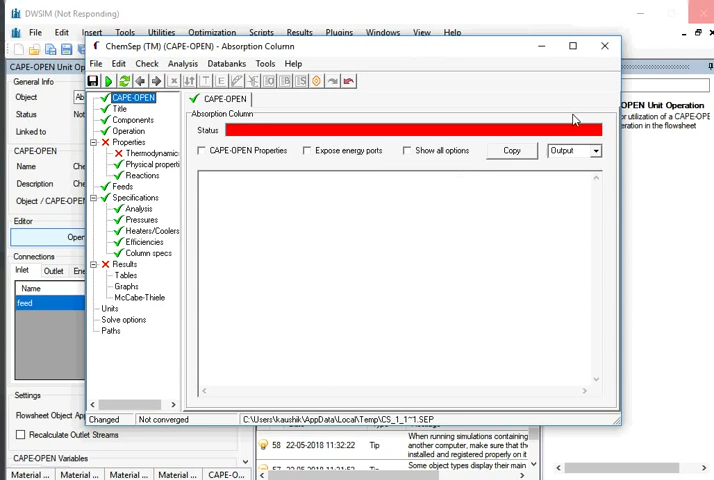 DWSIM (Not Responding)
File Edit Insert Tools Utilities Optimization Scripts Results Plugins Windows View Help
CAPE-OPEN Unit Op
General Info
Object Ab
Status Not
Linked to
CAPE-OPEN
Name Che
Description Che
Object / CAPE-OPEN
Editor
Open
Connections
Inlet Outlet Ene
Name
feed
Settings
Flowsheet Object App
Recalculate Outlet Streams
CAPE-OPEN Variables
Material ... Material ... Material ... Material ... CAPE-O...
ChemSep (TM) (CAPE-OPEN) - Absorption Column
File Edit Check Analysis Databanks Tools Help
CAPE-OPEN
Title
Components
Operation
Properties
Thermodynamic
Physical properti
Reactions
Feeds
Specifications
Analysis
Pressures
Heaters/Coolers
Efficiencies
Column specs
Results
Tables
Graphs
McCabe-Thiele
Units
Solve options
Paths
CAPE-OPEN
Absorption Column
Status
CAPE-OPEN Properties Expose energy ports Show all options Copy Output
Changed Not converged C:\Users\kaushik\AppData\Local\Temp\CS_1_1~1.SEP
OPEN Unit Operation
or utilization of a CAPE-OPE
eration in the flowsheet
58 22-05-2018 11:32:22 Tip
When running simulations containing
another computer, make sure that th
installed and registered properly on it
Some object types display their main